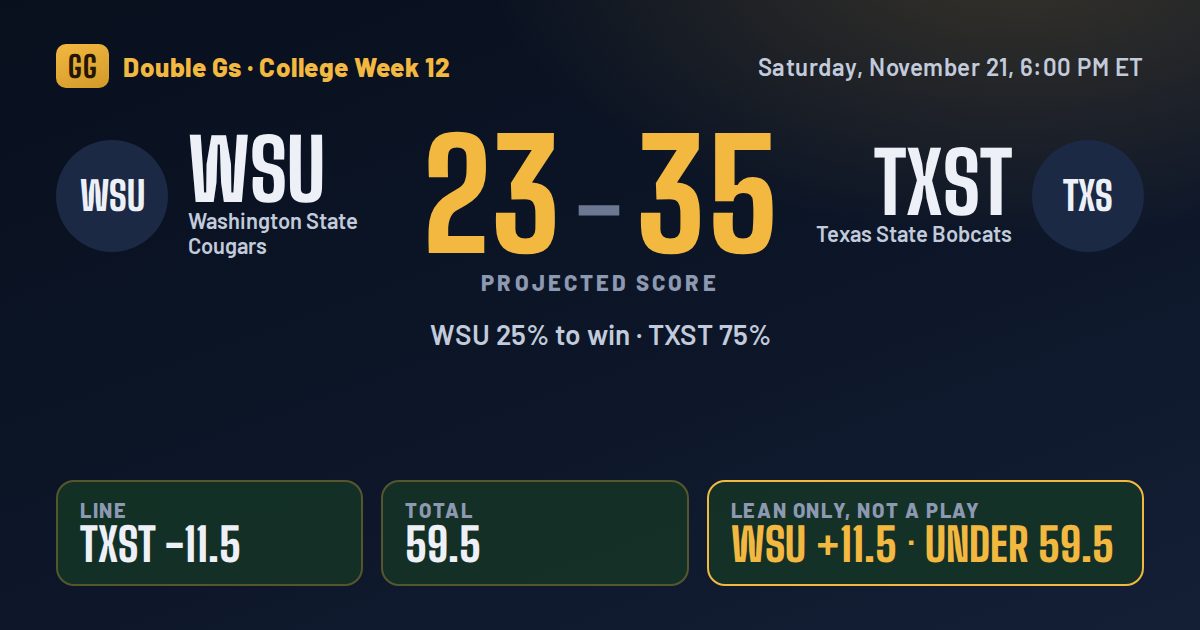 GG Double Gs · College Week 12
Saturday, November 21, 6:00 PM ET
WSU
WSU
Washington State
Cougars
23 – 35
PROJECTED SCORE
WSU 25% to win · TXST 75%
TXST
Texas State Bobcats
TXS
LINE
TXST −11.5
TOTAL
59.5
LEAN ONLY, NOT A PLAY
WSU +11.5 · UNDER 59.5